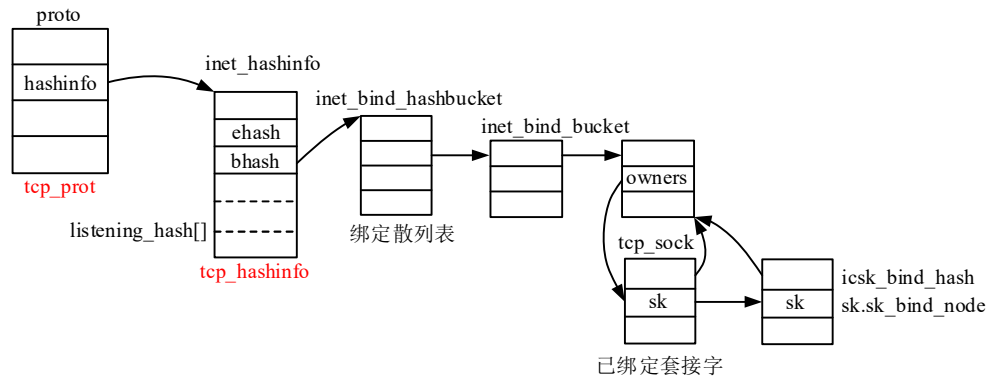 proto
hashinfo
tcp_prot
inet_hashinfo
ehash
bhash
listening_hash[]
tcp_hashinfo
inet_bind_hashbucket
绑定散列表
inet_bind_bucket
owners
tcp_sock
sk
已绑定套接字
sk
icsk_bind_hash
sk.sk_bind_node